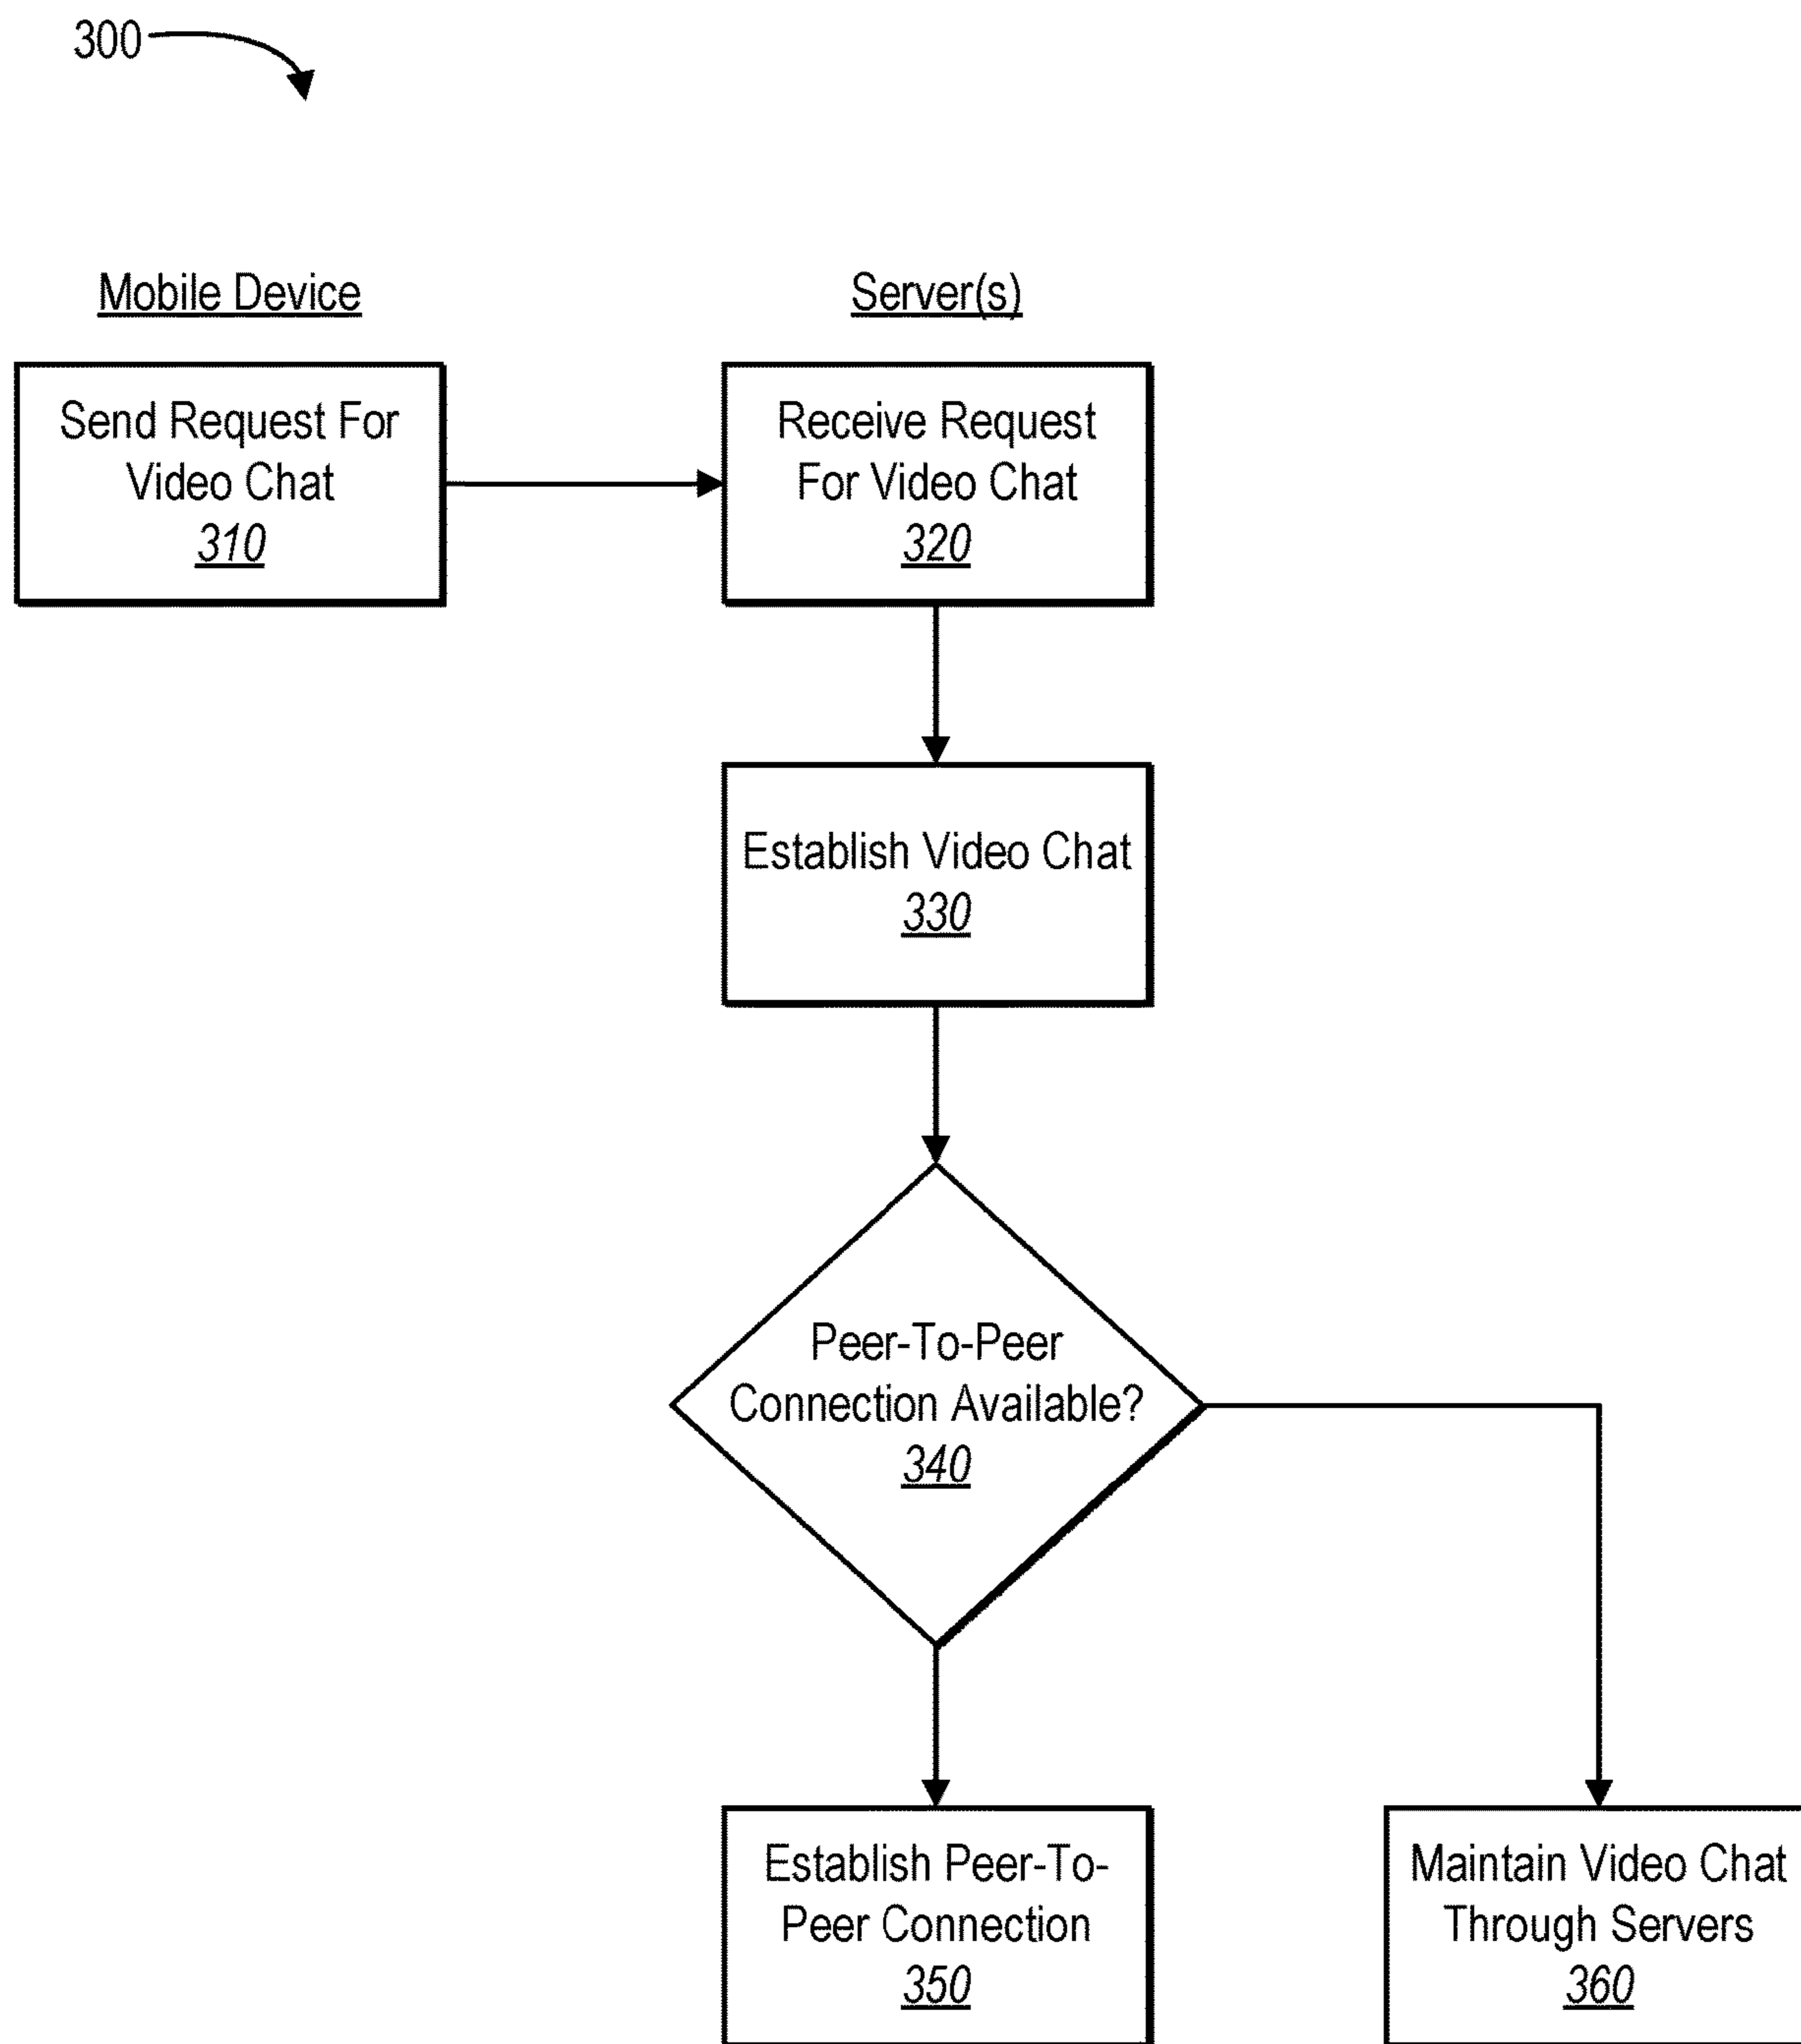 300
Mobile Device
Server(s)
Send Request For
Video Chat
310
Receive Request
For Video Chat
320
Establish Video Chat
330
Peer-To-Peer
Connection Available?
340
Establish Peer-To-
Peer Connection
350
Maintain Video Chat
Through Servers
360